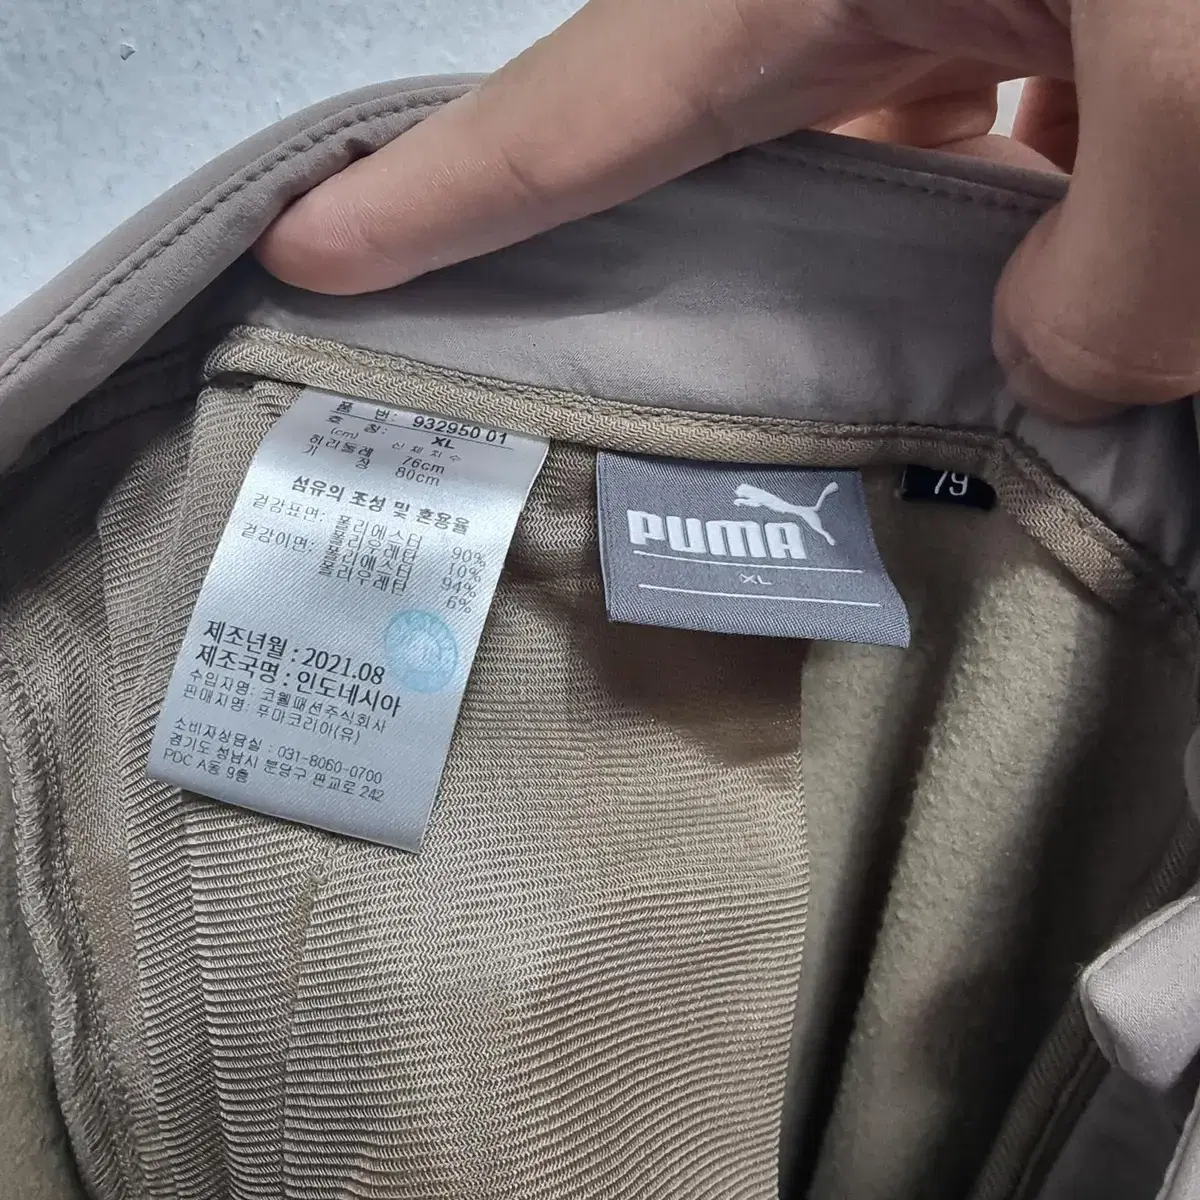 품 번: 932950 01
호 칭: XL
(cm) 신체치수
허리둘레 76cm
기 장 80cm
섬유의 조성 및 혼용율
겉감표면: 폴리에스터 90%
폴리우레탄 10%
겉감이면: 폴리에스터 94%
폴리우레탄 6%
제조년월 : 2021.08
제조국명 : 인도네시아
수입자명: 코웰패션주식회사
판매자명: 푸마코리아(유)
소비자상담실 : 031-8060-0700
경기도 성남시 분당구 판교로 242
PDC A동 9층
PUMA
XL
79